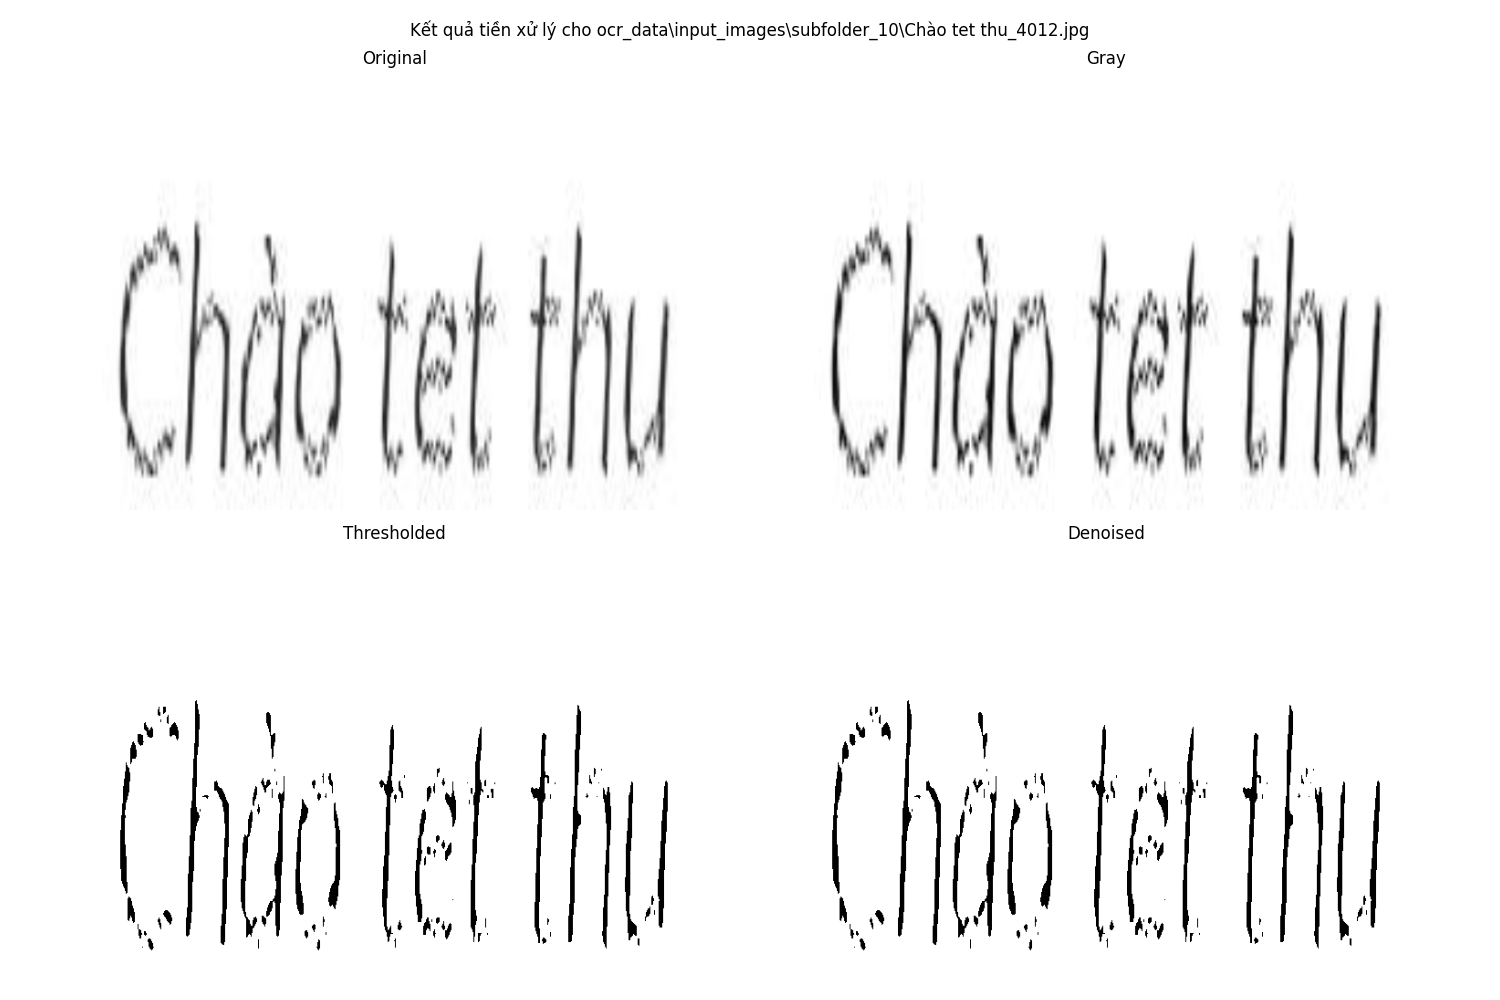 Kết quả tiền xử lý cho ocr_data\input_images\subfolder_10\Chào tet thu_4012.jpg
Original
Gray
Chào tet thu
Chào tet thu
Thresholded
Denoised
Chào tet thu
Chào tet thu